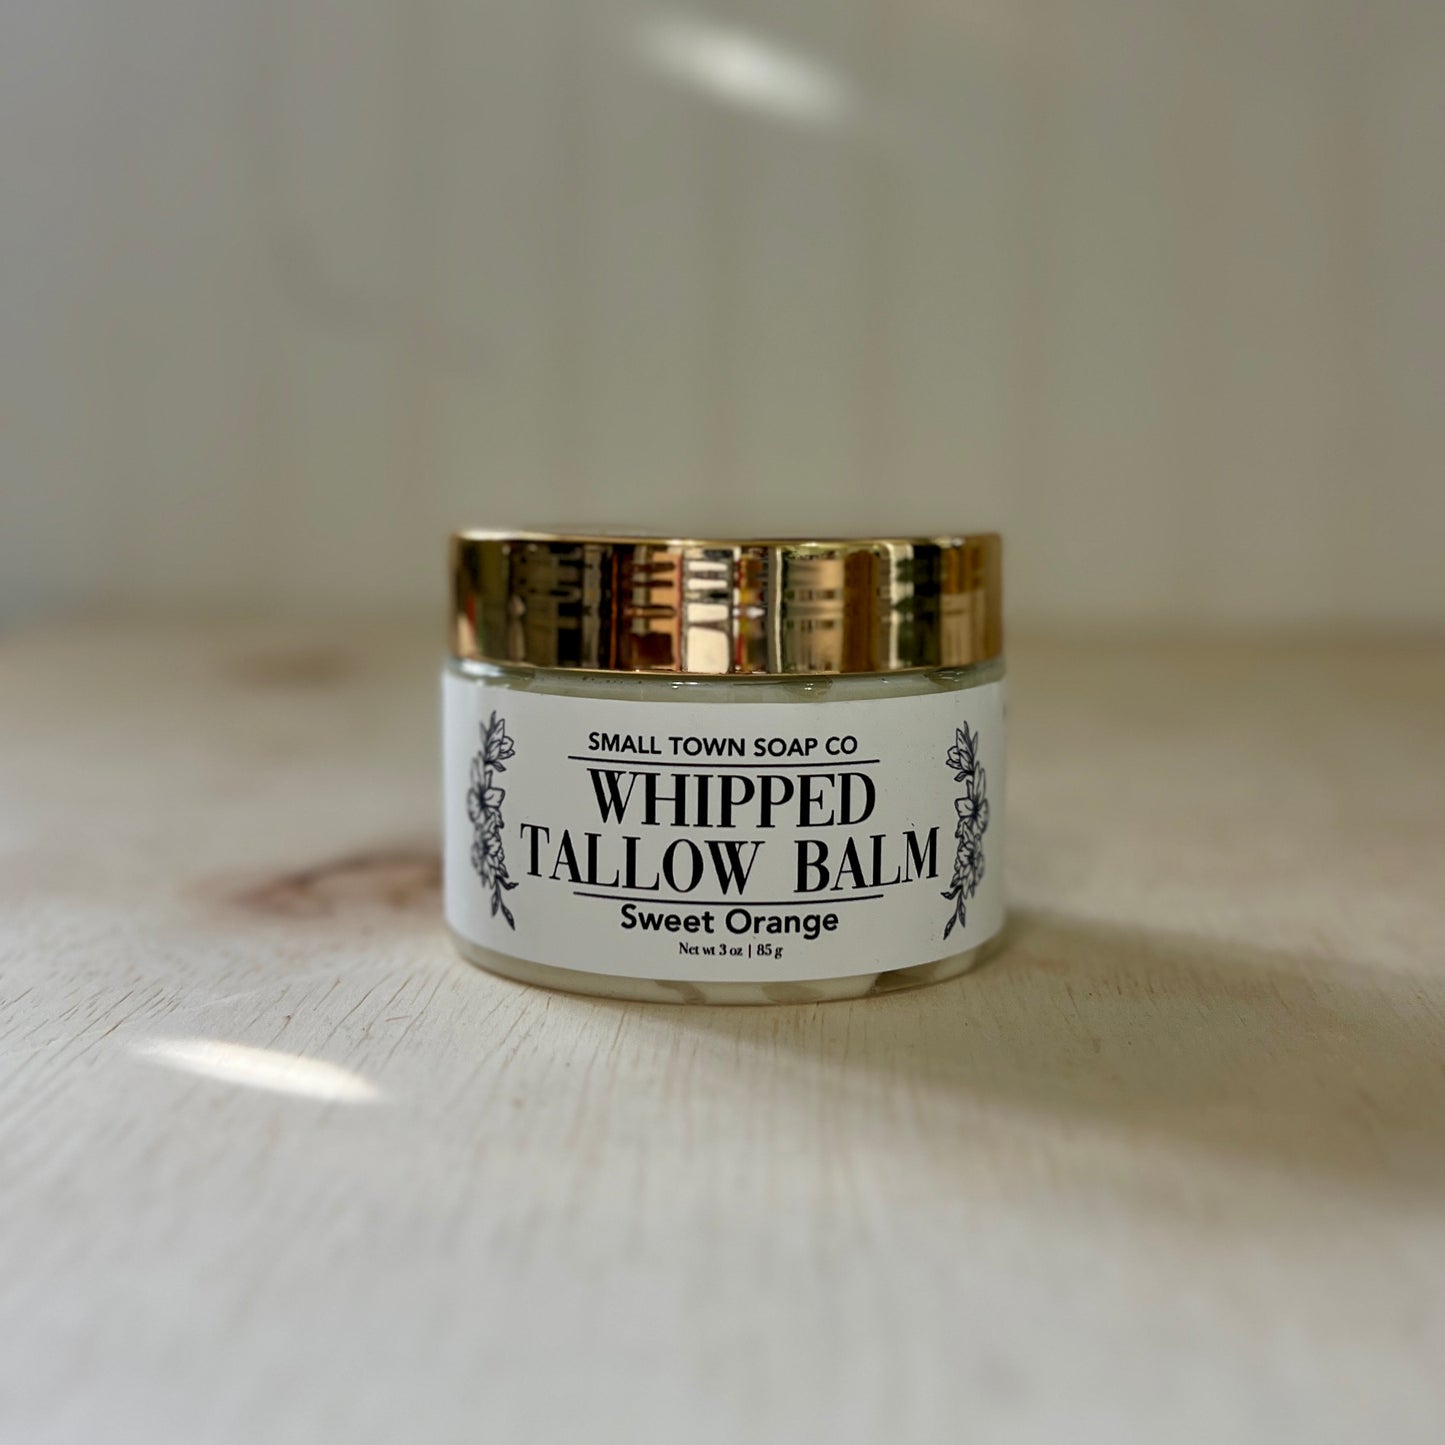 SMALL TOWN SOAP CO
WHIPPED
TALLOW BALM
Sweet Orange
Net wt 3 oz | 85 g